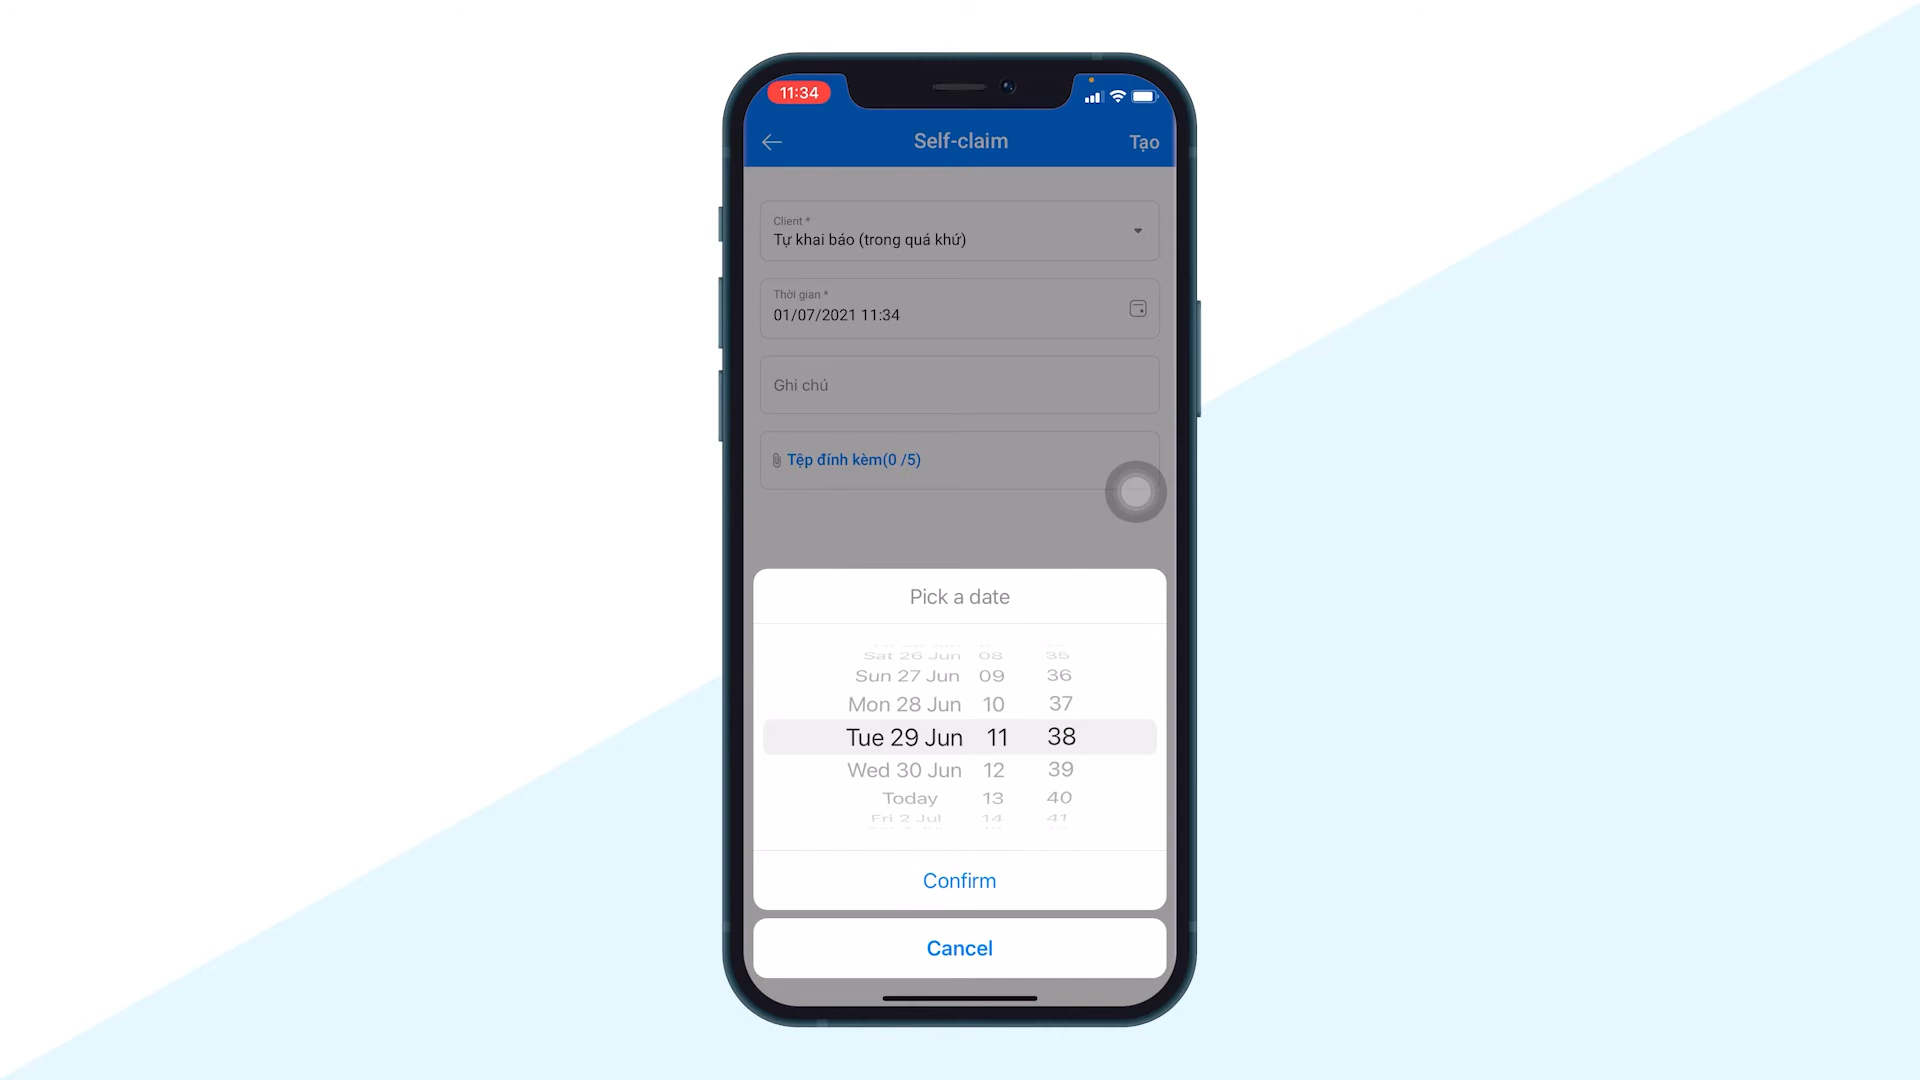 11:34
Self-claim
Tạo
Client *
Tự khai báo (trong quá khứ)
Thời gian *
01/07/2021 11:34
Ghi chú
Tệp đính kèm(0 /5)
Pick a date
Sat 26 Jun 08 35
Sun 27 Jun 09 36
Mon 28 Jun 10 37
Tue 29 Jun 11 38
Wed 30 Jun 12 39
Today 13 40
Fri 2 Jul 14 41
Confirm
Cancel